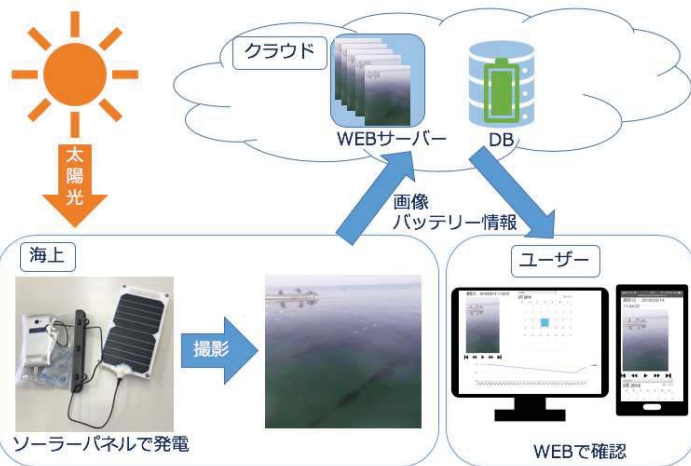 クラウド
WEBサーバー
DB
太陽光
画像
バッテリー情報
海上
撮影
ソーラーパネルで発電
ユーザー
WEBで確認